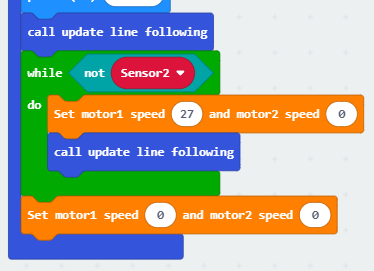 call update line following
while not Sensor2
do
Set motor1 speed 27 and motor2 speed 0
call update line following
Set motor1 speed 0 and motor2 speed 0